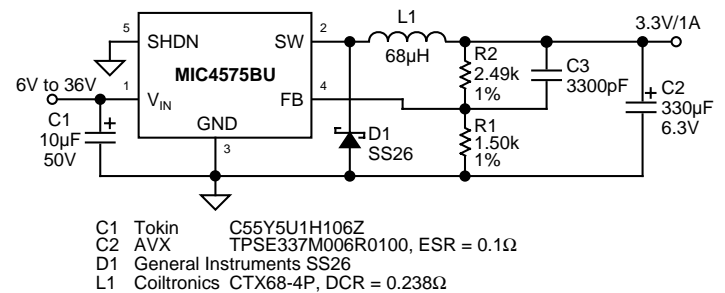 L1
3.3V/1A
5
SHDN
SW
2
68µH
R2
2.49k
1%
C3
3300pF
MIC4575BU
6V to 36V
1
VIN
FB
4
C2
330µF
6.3V
+
C1
10µF
50V
+
GND
3
D1
SS26
R1
1.50k
1%
C1 Tokin C55Y5U1H106Z
C2 AVX TPSE337M006R0100, ESR = 0.1Ω
D1 General Instruments SS26
L1 Coiltronics CTX68-4P, DCR = 0.238Ω